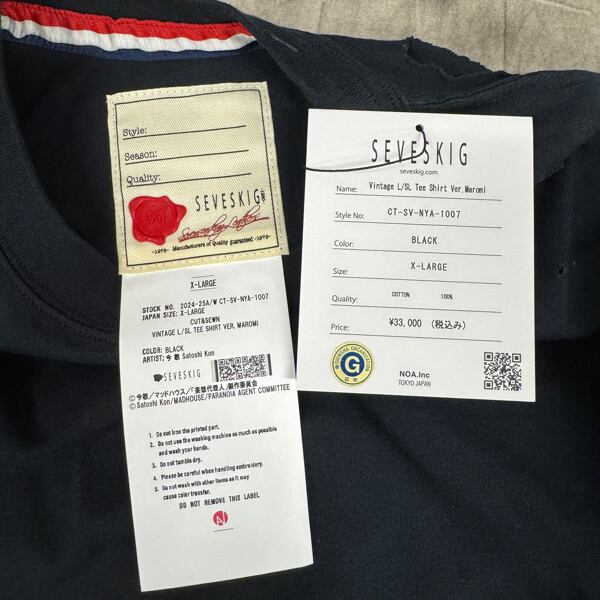 Style:
Season:
Quality:
SEVESKIG
-1978- Manufacturers of Quality guaranteed -1979-
X-LARGE
STOCK NO. 2024-25A/W CT-SV-NYA-1007
JAPAN SIZE: X-LARGE
CUT&SEWN
VINTAGE L/SL TEE SHIRT VER, MAROMI
COLOR: BLACK
ARTIST; 今 敏 Satoshi Kon
SEVESKIG
©今敏/マッドハウス/「妄想代理人」製作委員会
©Satoshi Kon/MADHOUSE/PARANOIA AGENT COMMITTEE
1. Do not iron the printed part.
2. Do not use the washing machine as much as possible
and wash your hands.
3. Do not tumble dry.
4. Please be careful when handling embroidery.
5. Do not wash with other items as it may
cause color transfer.
DO NOT REMOVE THIS LABEL
SEVESKIG
seveskig.com
Name: Vintage L/SL Tee Shirt Ver,Maromi
Style No: CT-SV-NYA-1007
Color: BLACK
Size: X-LARGE
Quality: COTTON 100%
Price: ¥33,000 (税込み)
G
NOA.Inc
TOKYO JAPAN